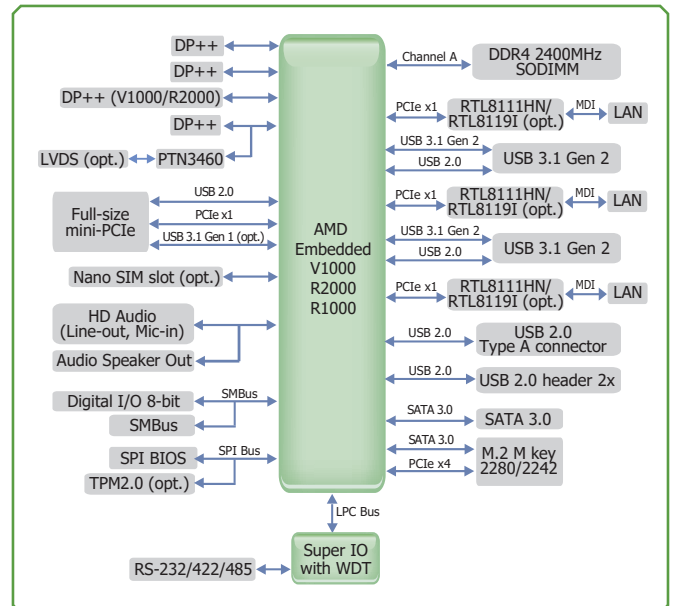 DP++
DP++
DP++ (V1000/R2000)
DP++
LVDS (opt.)
PTN3460
Full-size
mini-PCIe
USB 2.0
PCIe x1
USB 3.1 Gen 1 (opt.)
Nano SIM slot (opt.)
HD Audio
(Line-out, Mic-in)
Audio Speaker Out
Digital I/O 8-bit
SMBus
SMBus
SPI BIOS
SPI Bus
TPM2.0 (opt.)
AMD
Embedded
V1000
R2000
R1000
LPC Bus
Super IO
with WDT
RS-232/422/485
Channel A
DDR4 2400MHz
SODIMM
PCIe x1
RTL8111HN/
RTL8119I (opt.)
MDI
LAN
USB 3.1 Gen 2
USB 2.0
USB 3.1 Gen 2
PCIe x1
RTL8111HN/
RTL8119I (opt.)
MDI
LAN
USB 3.1 Gen 2
USB 2.0
USB 3.1 Gen 2
PCIe x1
RTL8111HN/
RTL8119I (opt.)
MDI
LAN
USB 2.0
USB 2.0
Type A connector
USB 2.0
USB 2.0 header 2x
SATA 3.0
SATA 3.0
SATA 3.0
PCIe x4
M.2 M key
2280/2242